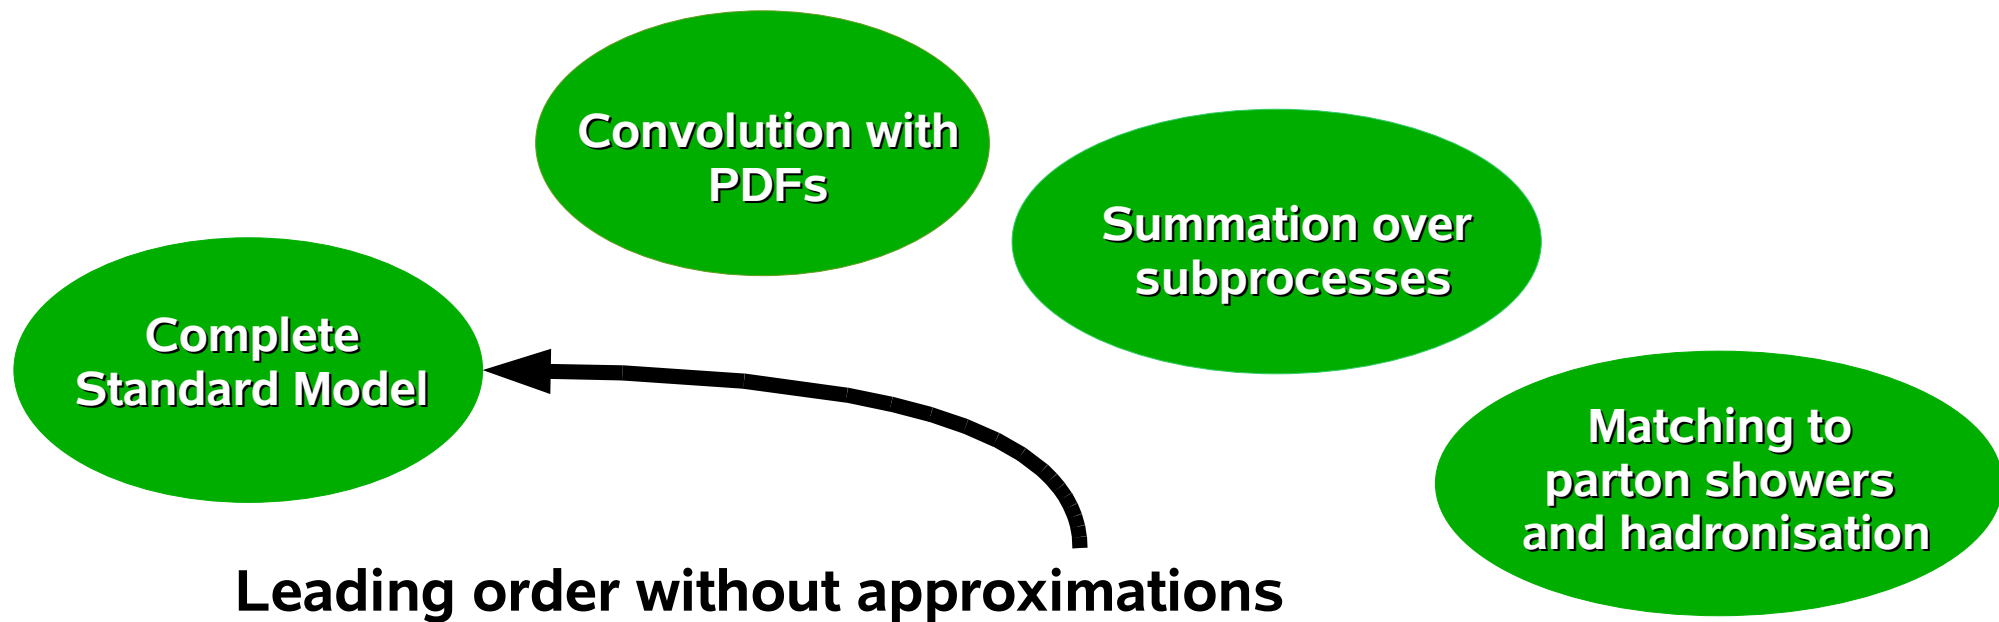 Convolution with
PDFs
Summation over
subprocesses
Complete
Standard Model
Matching to
parton showers
and hadronisation
Leading order without approximations